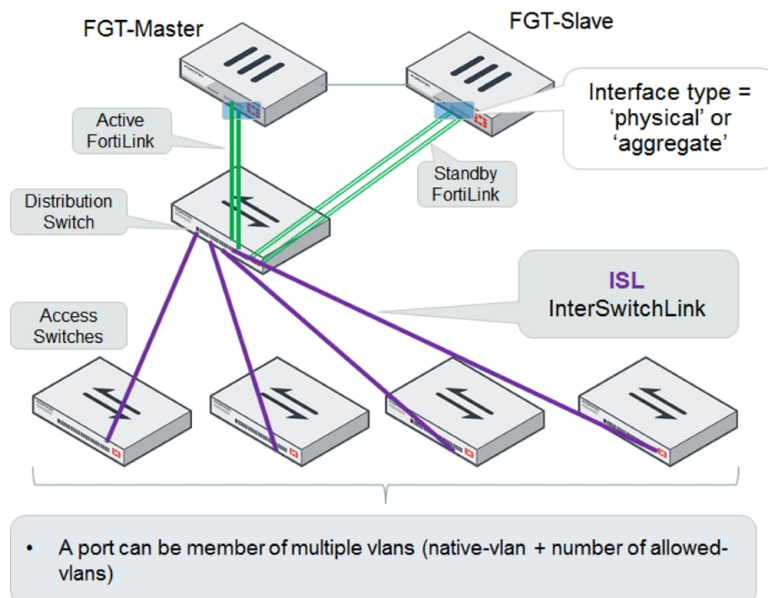 FGT-Master
FGT-Slave
Interface type =
'physical' or
'aggregate'
Active
FortiLink
Standby
FortiLink
Distribution
Switch
ISL
InterSwitchLink
Access
Switches
• A port can be member of multiple vlans (native-vlan + number of allowed-
vlans)